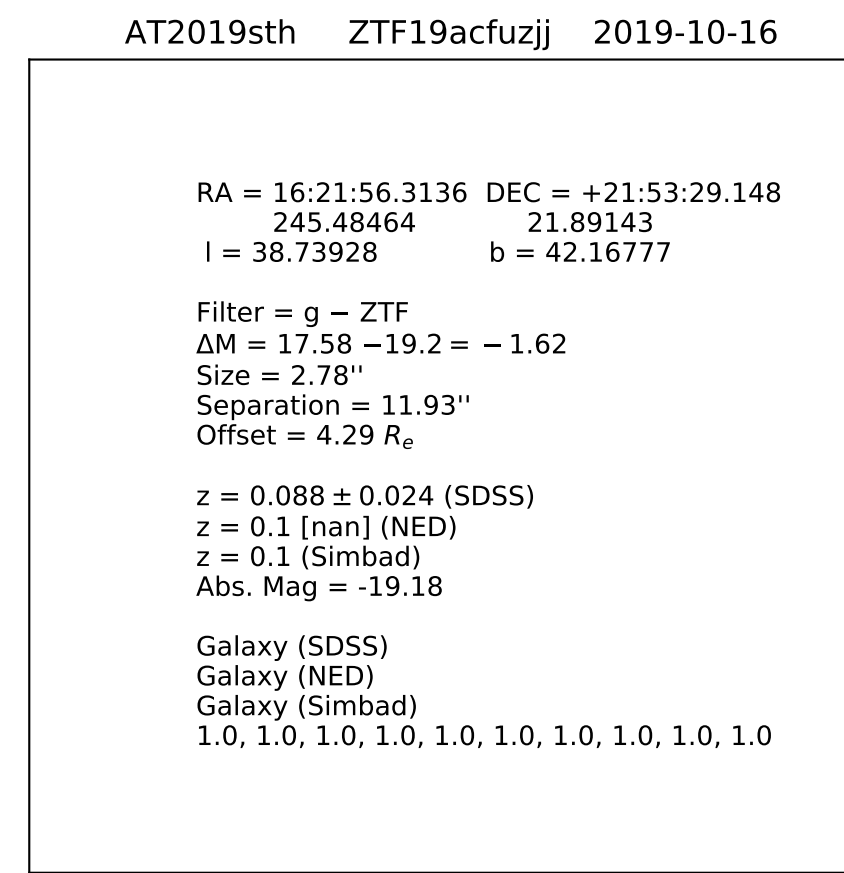 AT2019sth ZTF19acfuzjj 2019-10-16
RA = 16:21:56.3136 DEC = +21:53:29.148
245.48464 21.89143
l = 38.73928 b = 42.16777
Filter = g − ZTF
ΔM = 17.58 −19.2 = − 1.62
Size = 2.78''
Separation = 11.93''
Offset = 4.29 Rₑ
z = 0.088 ± 0.024 (SDSS)
z = 0.1 [nan] (NED)
z = 0.1 (Simbad)
Abs. Mag = -19.18
Galaxy (SDSS)
Galaxy (NED)
Galaxy (Simbad)
1.0, 1.0, 1.0, 1.0, 1.0, 1.0, 1.0, 1.0, 1.0, 1.0